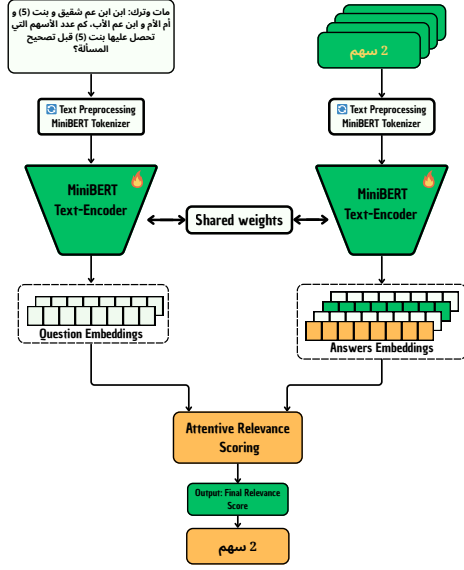 مات وترك: ابن ابن عم شقيق و بنت (5) و
أم الأم و ابن عم الأب، كم عدد الأسهم التي
تحصل عليها بنت (5) قبل تصحيح
المسألة؟
2 سهم
Text Preprocessing
MiniBERT Tokenizer
Text Preprocessing
MiniBERT Tokenizer
MiniBERT
Text-Encoder
MiniBERT
Text-Encoder
Shared weights
Question Embeddings
Answers Embeddings
Attentive Relevance
Scoring
Output: Final Relevance
Score
2 سهم